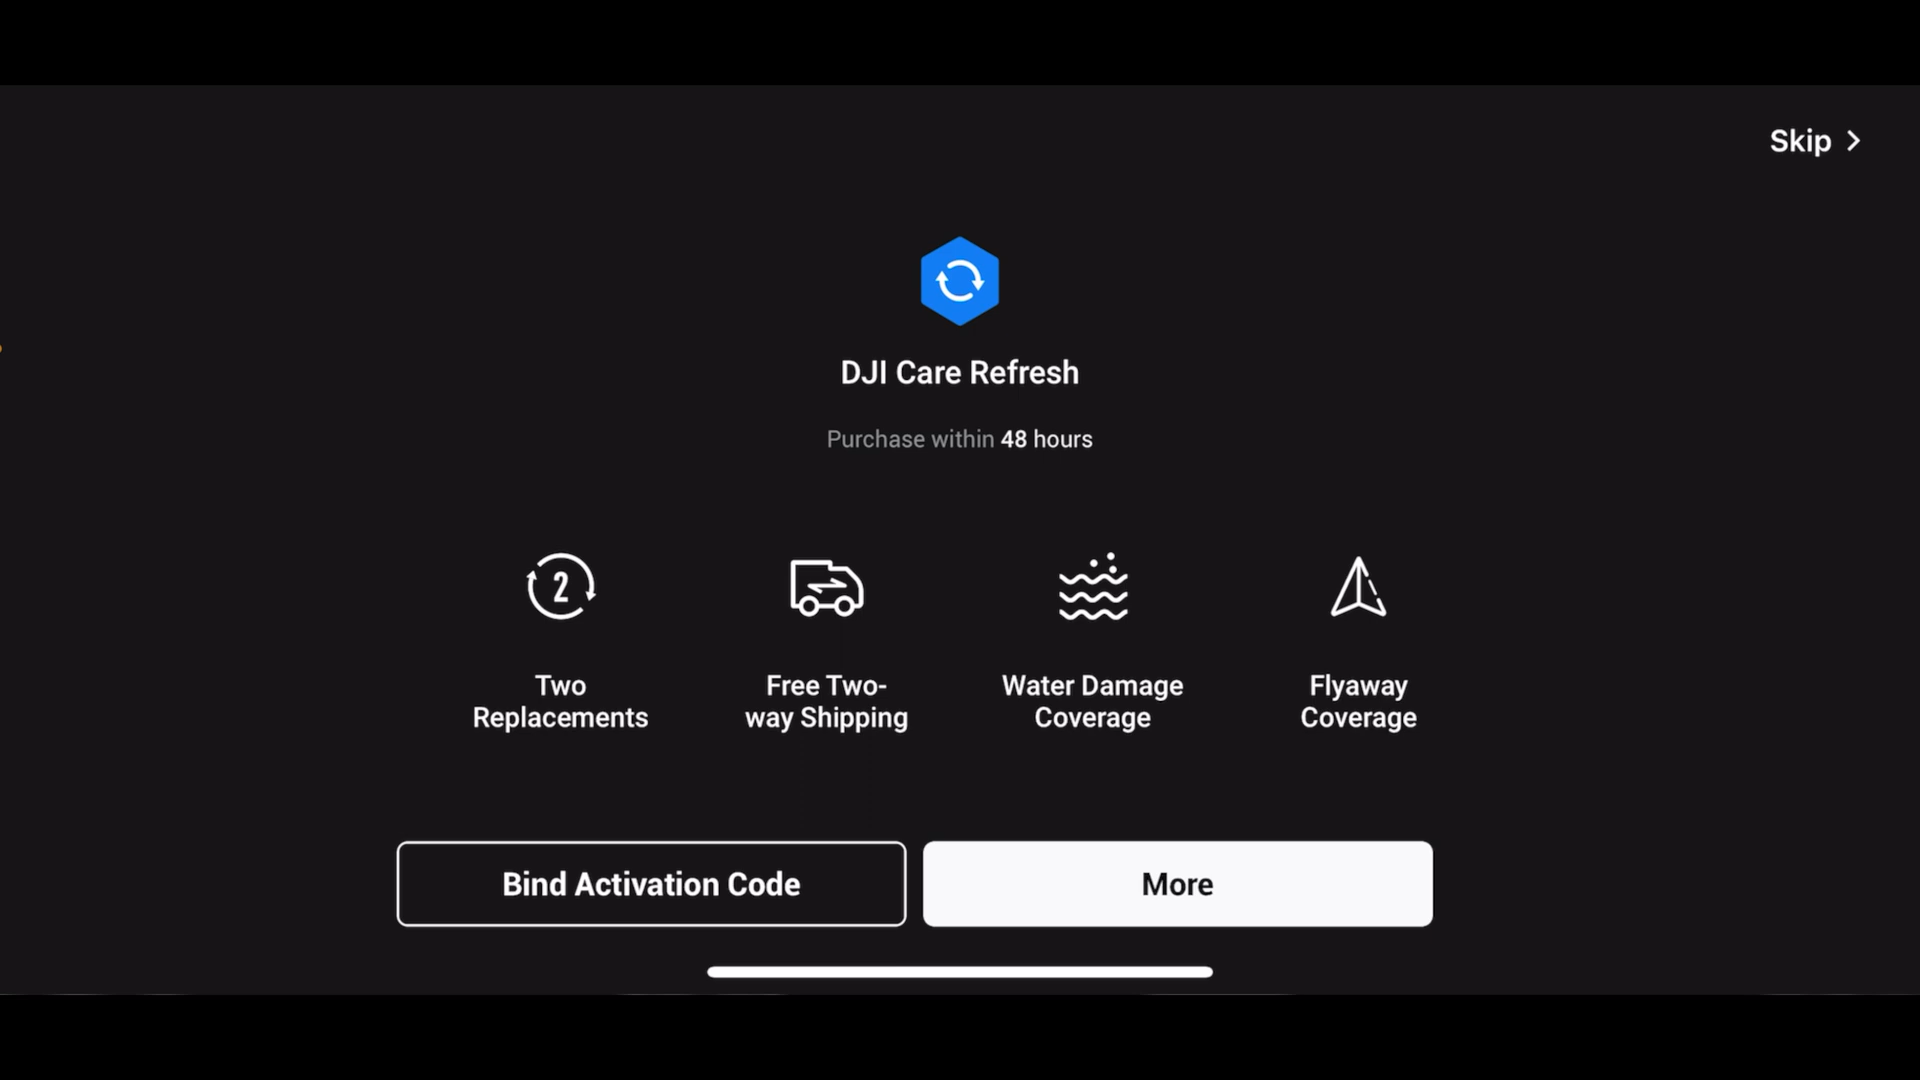 Skip
DJI Care Refresh
Purchase within 48 hours
2
Two
Replacements
Free Two-
way Shipping
Water Damage
Coverage
Flyaway
Coverage
Bind Activation Code
More